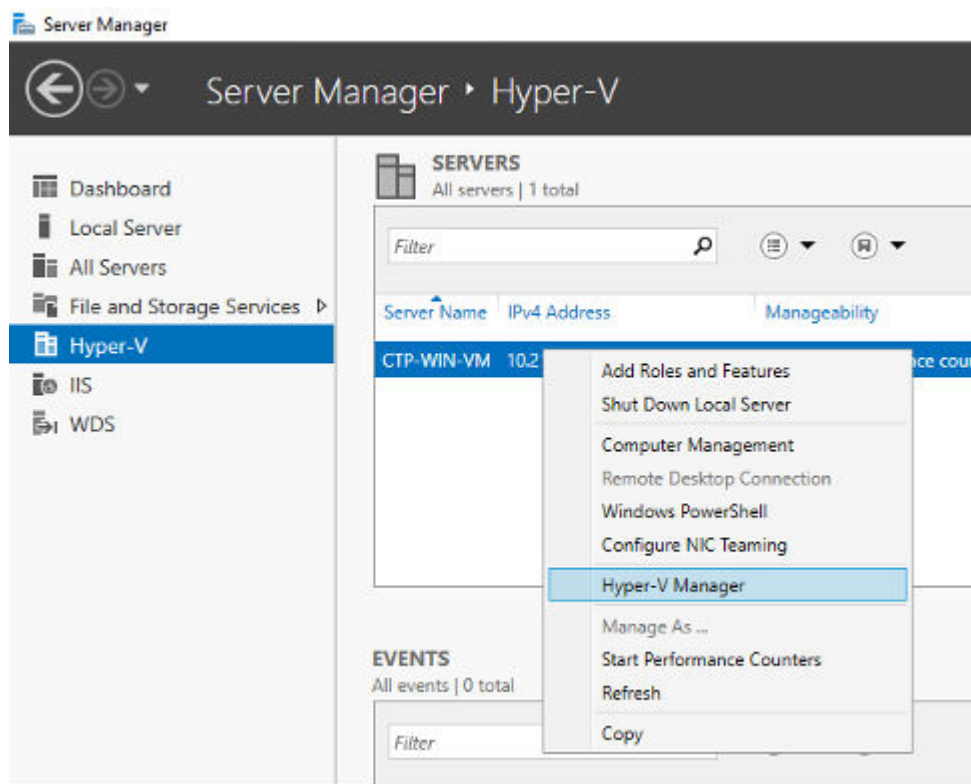 Server Manager
Server Manager ‣ Hyper-V
Dashboard
Local Server
All Servers
File and Storage Services
Hyper-V
IIS
WDS
SERVERS
All servers | 1 total
Filter
Server Name IPv4 Address Manageability
CTP-WIN-VM 10.2
Add Roles and Features
Shut Down Local Server
Computer Management
Remote Desktop Connection
Windows PowerShell
Configure NIC Teaming
Hyper-V Manager
Manage As ...
Start Performance Counters
Refresh
Copy
EVENTS
All events | 0 total
Filter